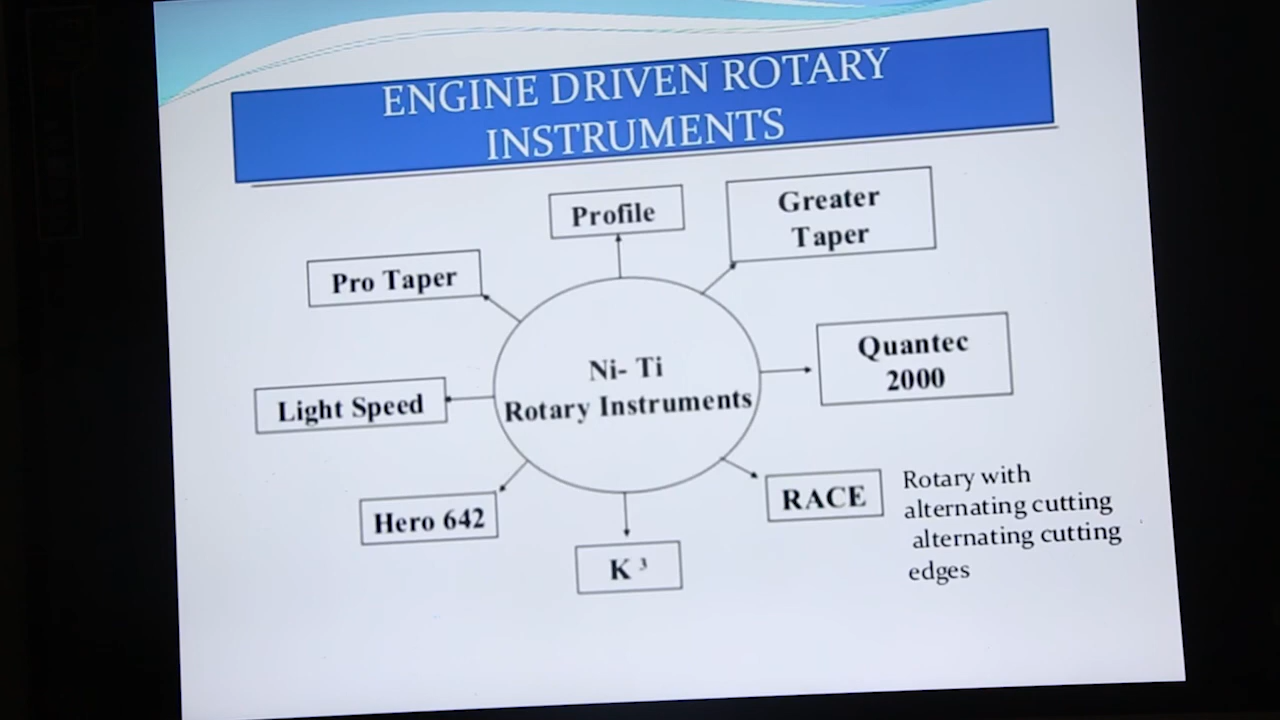 ENGINE DRIVEN ROTARY
INSTRUMENTS
Profile
Greater
Taper
Pro Taper
Quantec
2000
Ni- Ti
Rotary Instruments
Light Speed
RACE
Rotary with
alternating cutting
alternating cutting
edges
Hero 642
K ³